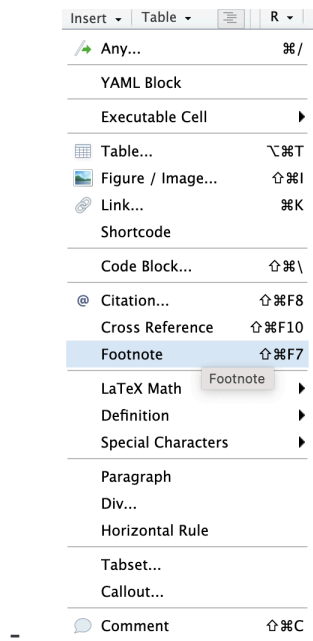 Insert Table R
Any... ⌘/
YAML Block
Executable Cell
Table... ⌥⌘T
Figure / Image... ⇧⌘I
Link... ⌘K
Shortcode
Code Block... ⇧⌘\
@ Citation... ⇧⌘F8
Cross Reference ⇧⌘F10
Footnote ⇧⌘F7
Footnote
LaTeX Math
Definition
Special Characters
Paragraph
Div...
Horizontal Rule
Tabset...
Callout...
Comment ⇧⌘C